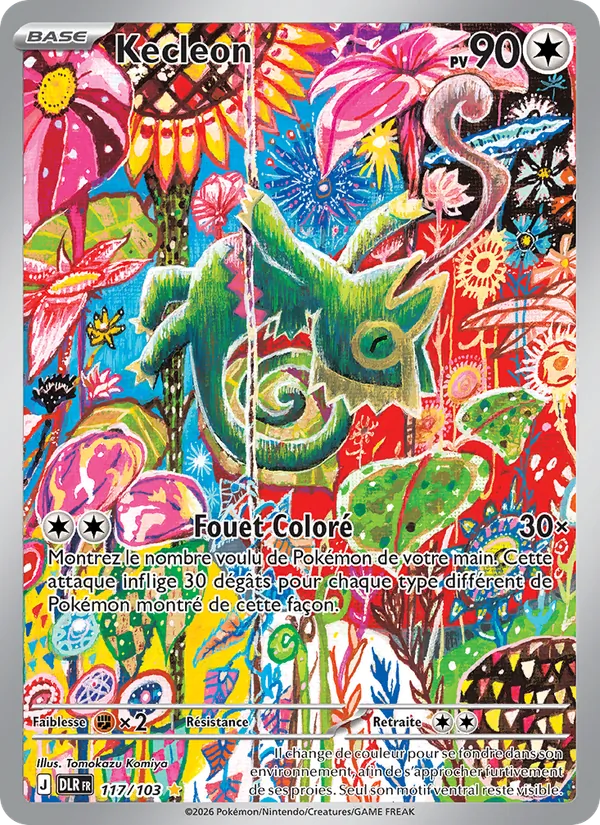 BASE Kecleon PV 90
Fouet Coloré 30×
Montrez le nombre voulu de Pokémon de votre main. Cette
attaque inflige 30 dégâts pour chaque type différent de
Pokémon montré de cette façon.
Faiblesse ×2 Résistance Retraite
Illus. Tomokazu Komiya
J DLR FR 117/103
Il change de couleur pour se fondre dans son
environnement, afin de s'approcher furtivement
de ses proies. Seul son motif ventral reste visible.
©2026 Pokémon/Nintendo/Creatures/GAME FREAK